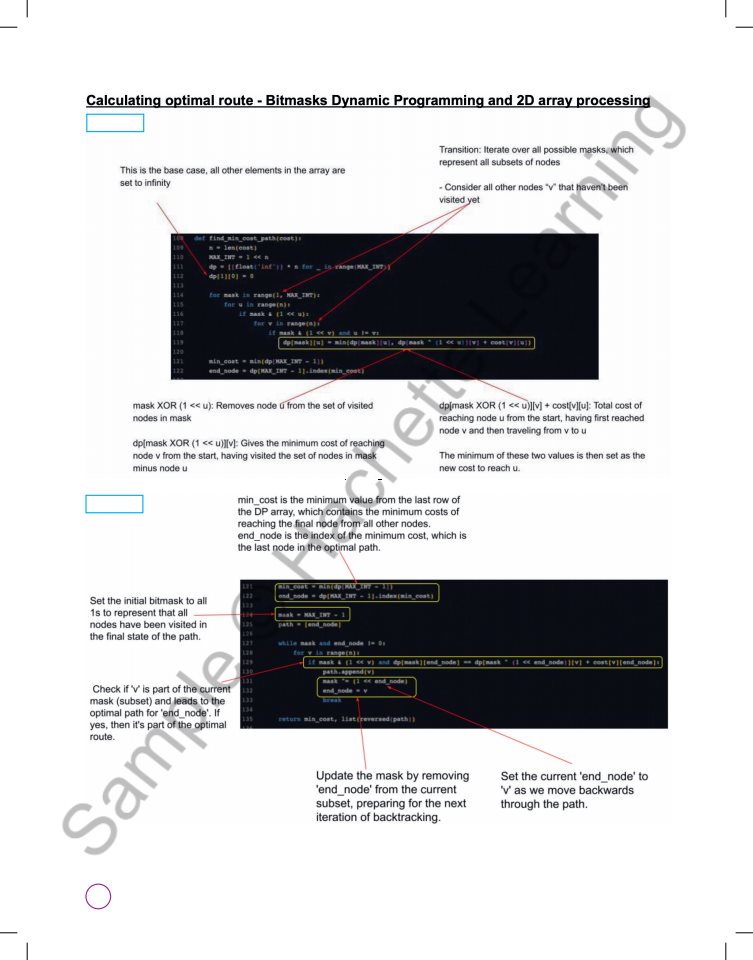 Calculating optimal route - Bitmasks Dynamic Programming and 2D array processing
Transition: Iterate over all possible masks, which
represent all subsets of nodes
- Consider all other nodes "v" that haven't been
visited yet
This is the base case, all other elements in the array are
set to infinity
108 def find_min_cost_path(cost):
109 n = len(cost)
110 MAX_INT = 1 << n
111 dp = [[float('inf')] * n for _ in range(MAX_INT)]
112 dp[1][0] = 0
113
114 for mask in range(1, MAX_INT):
115 for u in range(n):
116 if mask & (1 << u):
117 for v in range(n):
118 if mask & (1 << v) and u != v:
119 dp[mask][u] = min(dp[mask][u], dp[mask ^ (1 << u)][v] + cost[v][u])
120
121 min_cost = min(dp[MAX_INT - 1])
122 end_node = dp[MAX_INT - 1].index(min_cost)
mask XOR (1 << u): Removes node u from the set of visited
nodes in mask
dp[mask XOR (1 << u)][v]: Gives the minimum cost of reaching
node v from the start, having visited the set of nodes in mask
minus node u
dp[mask XOR (1 << u)][v] + cost[v][u]: Total cost of
reaching node u from the start, having first reached
node v and then traveling from v to u
The minimum of these two values is then set as the
new cost to reach u.
min_cost is the minimum value from the last row of
the DP array, which contains the minimum costs of
reaching the final node from all other nodes.
end_node is the index of the minimum cost, which is
the last node in the optimal path.
121 min_cost = min(dp[MAX_INT - 1])
122 end_node = dp[MAX_INT - 1].index(min_cost)
123
124 mask = MAX_INT - 1
125 path = [end_node]
126
127 while mask and end_node != 0:
128 for v in range(n):
129 if mask & (1 << v) and dp[mask][end_node] == dp[mask ^ (1 << end_node)][v] + cost[v][end_node]:
130 path.append(v)
131 mask ^= (1 << end_node)
132 end_node = v
133 break
134
135 return min_cost, list(reversed(path))
Set the initial bitmask to all
1s to represent that all
nodes have been visited in
the final state of the path.
Check if 'v' is part of the current
mask (subset) and leads to the
optimal path for 'end_node'. If
yes, then it's part of the optimal
route.
Update the mask by removing
'end_node' from the current
subset, preparing for the next
iteration of backtracking.
Set the current 'end_node' to
'v' as we move backwards
through the path.
Sample © Hachette Learning